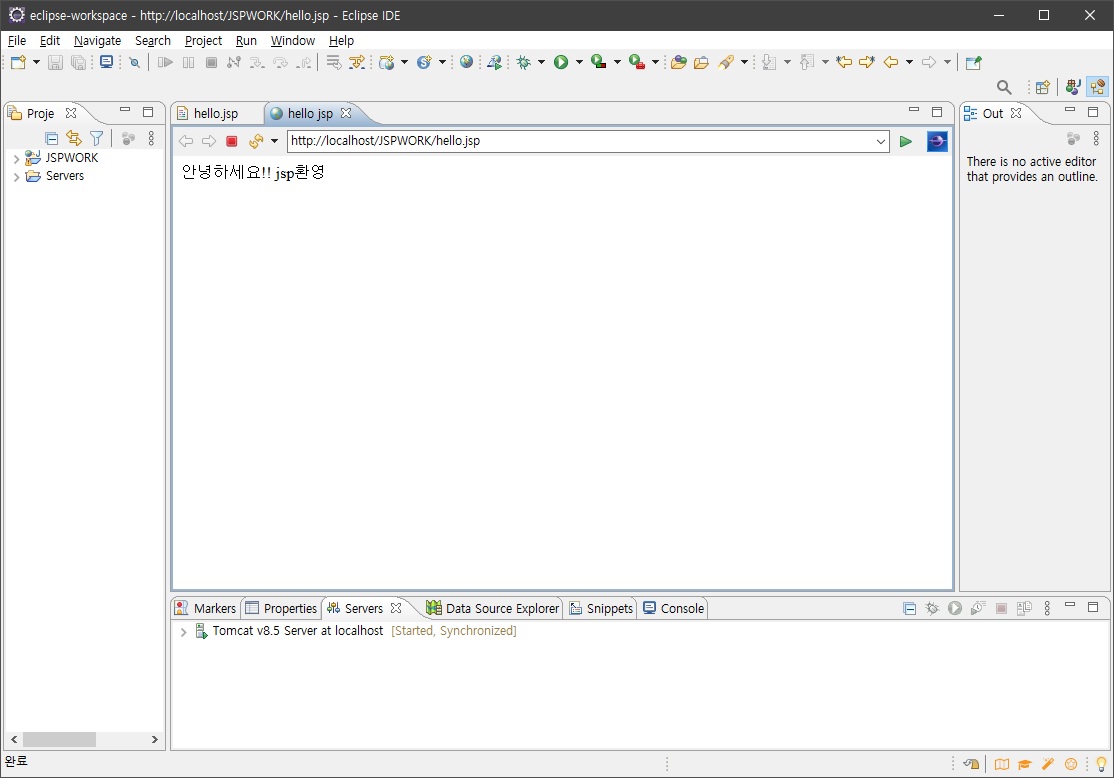 eclipse-workspace - http://localhost/JSPWORK/hello.jsp - Eclipse IDE
File Edit Navigate Search Project Run Window Help
Proje
JSPWORK
Servers
hello.jsp hello jsp
http://localhost/JSPWORK/hello.jsp
안녕하세요!! jsp환영
Out
There is no active editor
that provides an outline.
Markers Properties Servers Data Source Explorer Snippets Console
Tomcat v8.5 Server at localhost [Started, Synchronized]
완료